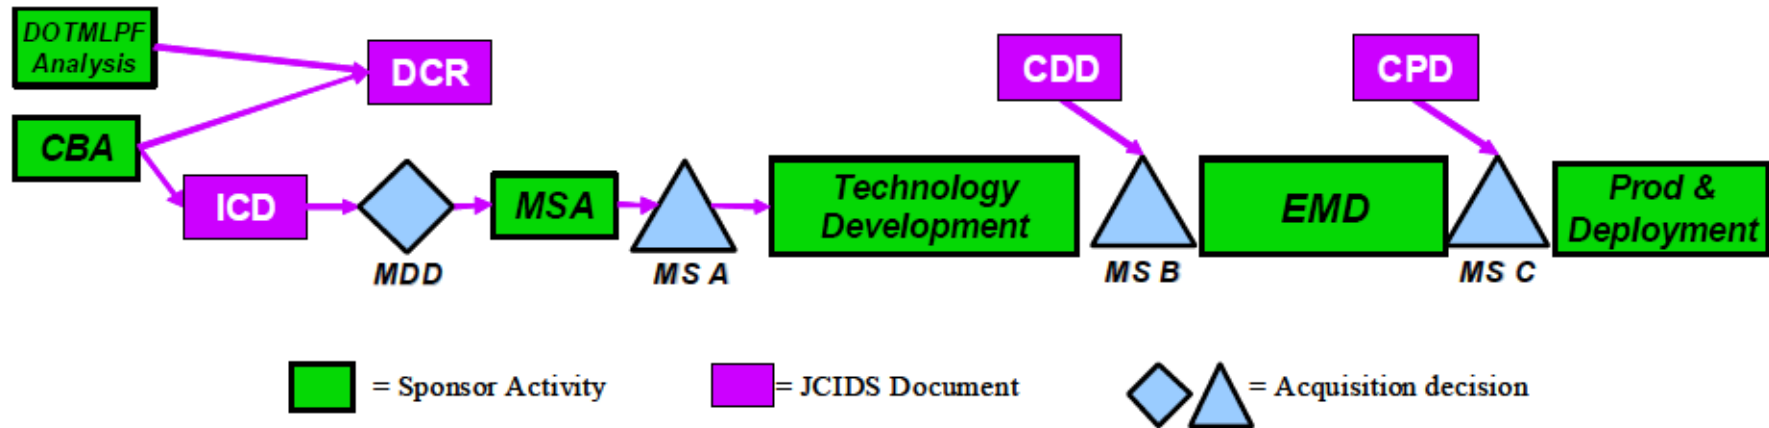 DOTMLPF
Analysis
DCR
CDD
CPD
CBA
ICD
MSA
Technology
Development
EMD
Prod &
Deployment
MDD
MS A
MS B
MS C
= Sponsor Activity
= JCIDS Document
= Acquisition decision